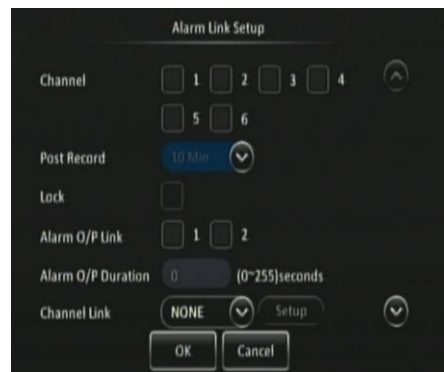 Alarm Link Setup
Channel 1 2 3 4
5 6
Post Record 10 Min
Lock
Alarm O/P Link 1 2
Alarm O/P Duration 0 (0~255)seconds
Channel Link NONE Setup
OK Cancel